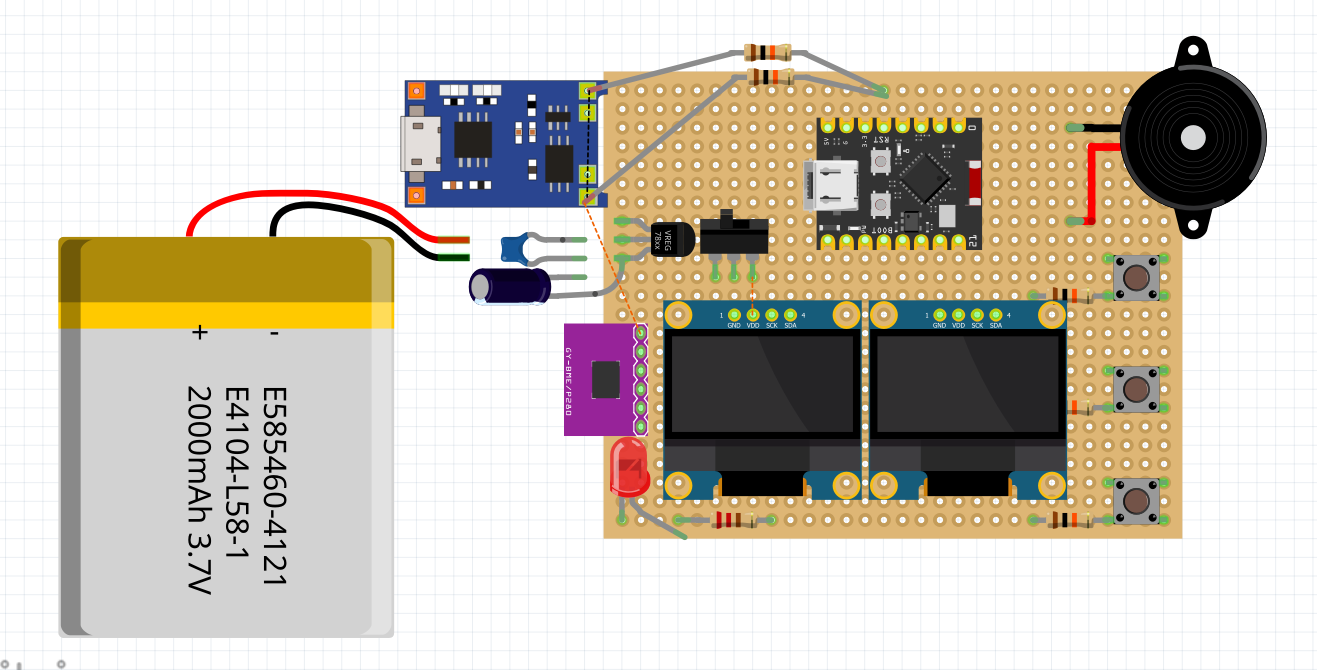 + -
E585460-4121
E4104-L58-1
2000mAh 3.7V
VREG
78xx
RST
BOOT
GY-BME/P280
1 GND VDD SCK SDA 4
1 GND VDD SCK SDA 4